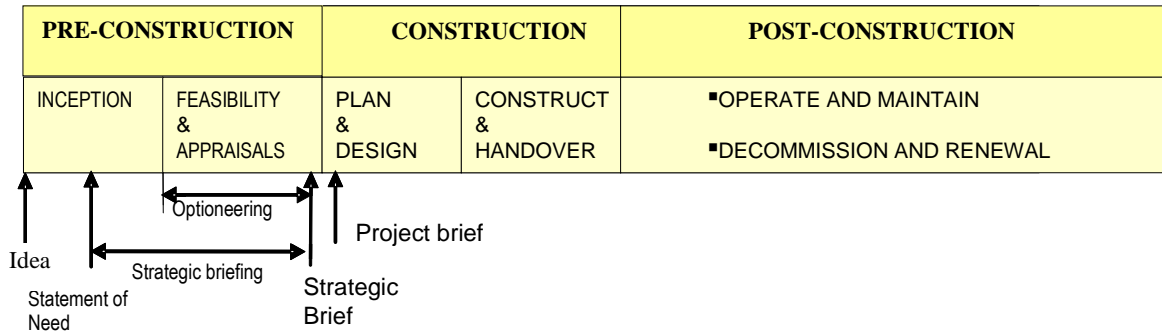 PRE-CONSTRUCTION
CONSTRUCTION
POST-CONSTRUCTION
INCEPTION
FEASIBILITY
&
APPRAISALS
PLAN
&
DESIGN
CONSTRUCT
&
HANDOVER
▪OPERATE AND MAINTAIN
▪DECOMMISSION AND RENEWAL
Optioneering
Project brief
Idea
Strategic briefing
Statement of
Need
Strategic
Brief